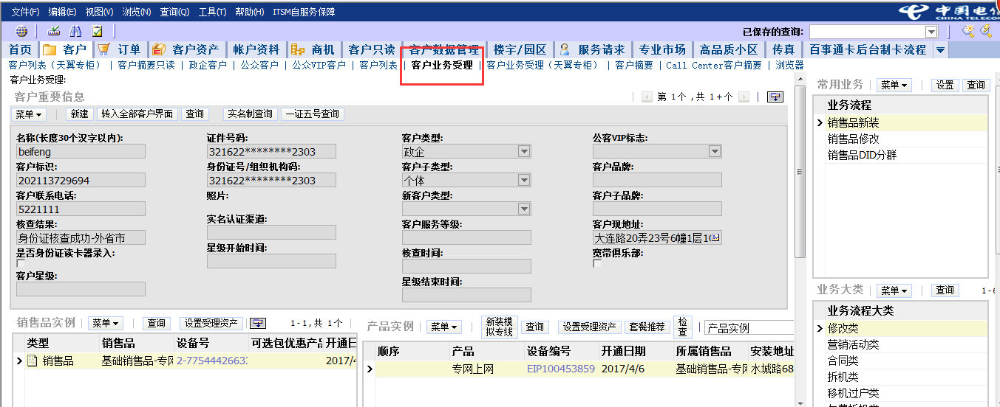 文件(F) 编辑(E) 视图(V) 浏览(N) 查询(Q) 工具(T) 帮助(H) ITSM自服务保障
中国电信
CHINA TELECOM
已保存的查询:
首页 客户 订单 客户资产 帐户资料 商机 客户只读 客户数据管理 楼宇/园区 服务请求 专业市场 高品质小区 传真 百事通卡后台制卡流程
客户列表（天翼专柜） | 客户摘要只读 | 政企客户 | 公众客户 | 公众VIP客户 | 客户列表 | 客户业务受理 | 客户业务受理（天翼专柜） | 客户摘要 | Call Center客户摘要 | 浏览器
客户业务受理:
客户重要信息 第 1个 ,共 1+个
菜单 新建 转入全部客户界面 查询 实名制查询 一证五号查询
名称(长度30个汉字以内): 证件号码: 客户类型: 公客VIP标志:
beifeng 321622********2303 政企
客户标识: 身份证号/组织机构码: 客户子类型: 客户品牌:
202113729694 321622********2303 个体
客户联系电话: 照片: 新客户类型: 客户子品牌:
5221111
核查结果: 实名认证渠道: 客户服务等级: 客户现地址:
身份证核查成功-外省市 大连路20弄23号6幢1层1
是否身份证读卡器录入: 星级开始时间: 核查时间: 宽带俱乐部:
客户星级: 星级结束时间:
常用业务 菜单 设置 查询
业务流程
销售品新装
销售品修改
销售品DID分群
业务大类 菜单 查询 1-6
业务流程大类
修改类
营销活动类
合同类
拆机类
移机过户类
销售品实例 菜单 查询 设置受理资产 1-1,共 1个
类型 销售品 设备号 可选包优惠产品 开通日
销售品 基础销售品-专网 2-7754442663 2017/4
产品实例 菜单 新装模拟专线 查询 设置受理资产 套餐推荐 检查 产品实例
顺序 产品 设备编号 开通日期 所属销售品 安装地址
专网上网 EIP100453859 2017/4/6 基础销售品-专网 水城路68